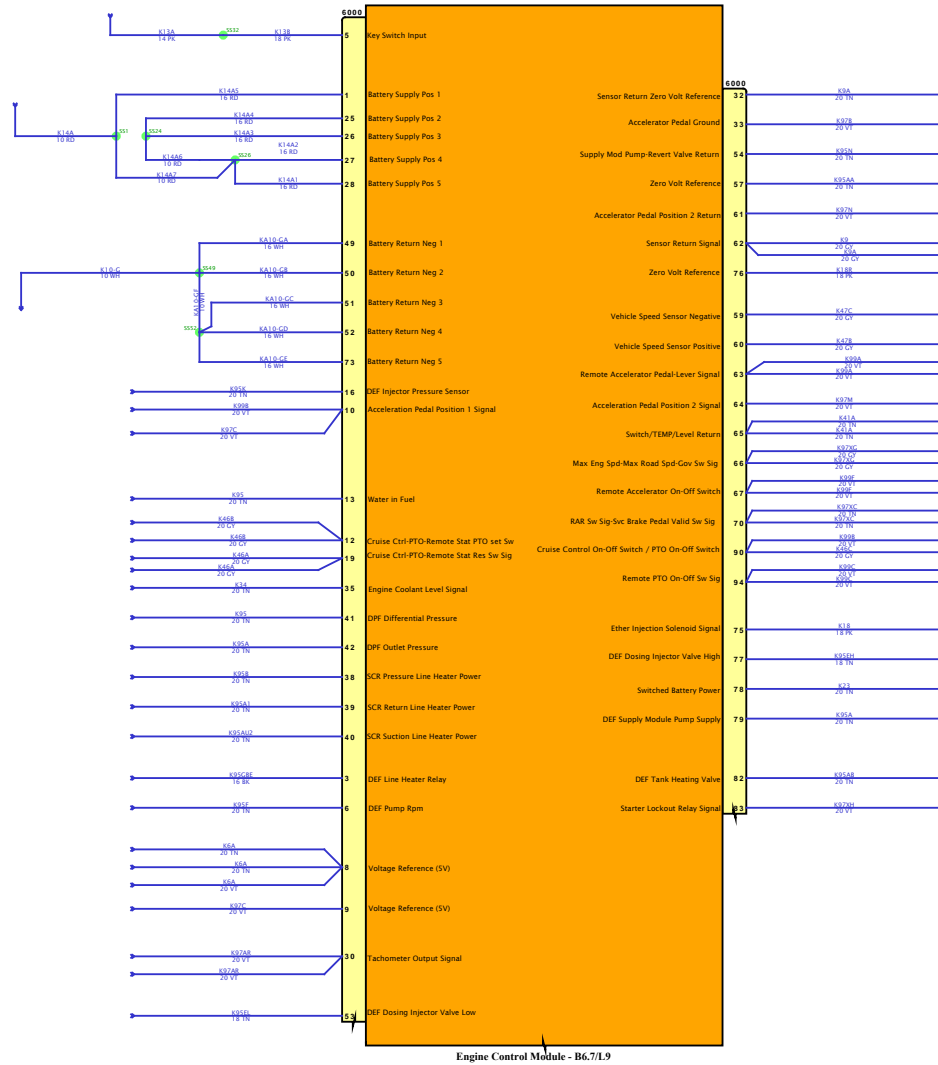 6000
K13A
14 PK
SS32
K13B
18 PK
5
Key Switch Input
K14A5
16 RD
1
Battery Supply Pos 1
K14A4
16 RD
25
Battery Supply Pos 2
K14A
10 RD
SS1
SS24
K14A3
16 RD
26
Battery Supply Pos 3
K14A2
16 RD
K14A6
10 RD
SS28
27
Battery Supply Pos 4
K14A7
10 RD
K14A1
16 RD
28
Battery Supply Pos 5
KA10-GA
16 WH
49
Battery Return Neg 1
K10-G
10 WH
SS49
KA10-GB
16 WH
50
Battery Return Neg 2
KA10-GF
10 WH
KA10-GC
16 WH
51
Battery Return Neg 3
SS52
KA10-GD
16 WH
52
Battery Return Neg 4
KA10-GE
16 WH
73
Battery Return Neg 5
K95K
20 TN
16
DEF Injector Pressure Sensor
K99B
20 VT
10
Acceleration Pedal Position 1 Signal
K97C
20 VT
K95
20 TN
13
Water in Fuel
K46B
20 GY
K46B
20 GY
12
Cruise Ctrl-PTO-Remote Stat PTO set Sw
K46A
20 GY
19
Cruise Ctrl-PTO-Remote Stat Res Sw Sig
K46A
20 GY
K34
20 TN
35
Engine Coolant Level Signal
K95
20 TN
41
DPF Differential Pressure
K95A
20 TN
42
DPF Outlet Pressure
K95B
20 TN
38
SCR Pressure Line Heater Power
K95A1
20 TN
39
SCR Return Line Heater Power
K95AU2
20 TN
40
SCR Suction Line Heater Power
K95GBE
16 BK
3
DEF Line Heater Relay
K95F
20 TN
6
DEF Pump Rpm
K6A
20 TN
K6A
20 TN
8
Voltage Reference (5V)
K6A
20 VT
K97C
20 VT
9
Voltage Reference (5V)
K97AR
20 VT
30
Tachometer Output Signal
K97AR
20 VT
K95EL
18 TN
53
DEF Dosing Injector Valve Low
6000
Sensor Return Zero Volt Reference
32
K9A
20 TN
Accelerator Pedal Ground
33
K97B
20 VT
Supply Mod Pump-Revert Valve Return
54
K95N
20 TN
Zero Volt Reference
57
K95AA
20 TN
Accelerator Pedal Position 2 Return
61
K97N
20 VT
Sensor Return Signal
62
K9
20 GY
K9A
20 GY
Zero Volt Reference
76
K18R
18 PK
Vehicle Speed Sensor Negative
59
K47C
20 GY
Vehicle Speed Sensor Positive
60
K47B
20 GY
K99A
20 VT
Remote Accelerator Pedal-Lever Signal
63
K99A
20 VT
Acceleration Pedal Position 2 Signal
64
K97M
20 VT
K41A
20 TN
Switch/TEMP/Level Return
65
K41A
20 TN
K97XG
20 GY
Max Eng Spd-Max Road Spd-Gov Sw Sig
66
K97XG
20 GY
K99F
20 VT
Remote Accelerator On-Off Switch
67
K99F
20 VT
K97XC
20 TN
RAR Sw Sig-Svc Brake Pedal Valid Sw Sig
70
K97XC
20 TN
K99B
20 VT
Cruise Control On-Off Switch / PTO On-Off Switch
90
K46C
20 GY
K99C
20 VT
Remote PTO On-Off Sw Sig
94
K99C
20 VT
Ether Injection Solenoid Signal
75
K18
18 PK
DEF Dosing Injector Valve High
77
K95EH
18 TN
Switched Battery Power
78
K23
20 TN
DEF Supply Module Pump Supply
79
K95A
20 TN
DEF Tank Heating Valve
82
K95AB
20 TN
Starter Lockout Relay Signal
83
K97XH
20 VT
Engine Control Module - B6.7/L9